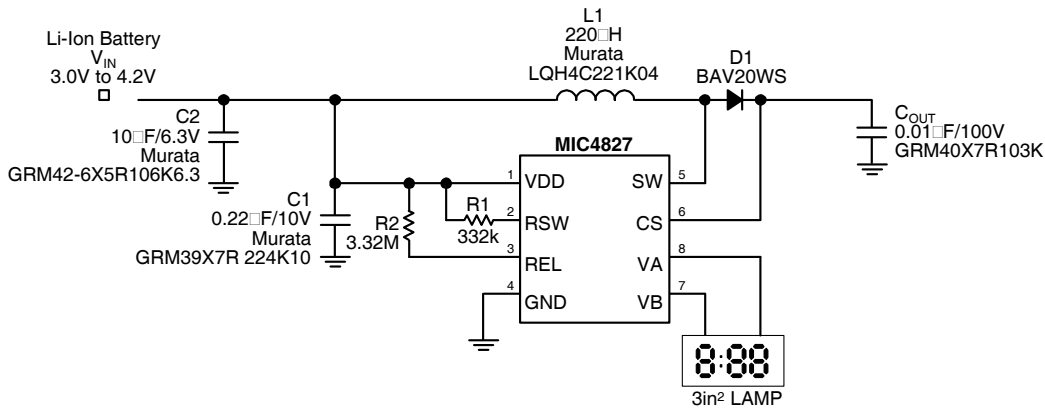 Li-Ion Battery
VIN
3.0V to 4.2V
C2
10□F/6.3V
Murata
GRM42-6X5R106K6.3
C1
0.22□F/10V
Murata
GRM39X7R 224K10
R2
3.32M
R1
332k
L1
220□H
Murata
LQH4C221K04
D1
BAV20WS
COUT
0.01□F/100V
GRM40X7R103K
MIC4827
1 VDD SW 5
2 RSW CS 6
3 REL VA 8
4 GND VB 7
8:88
3in² LAMP